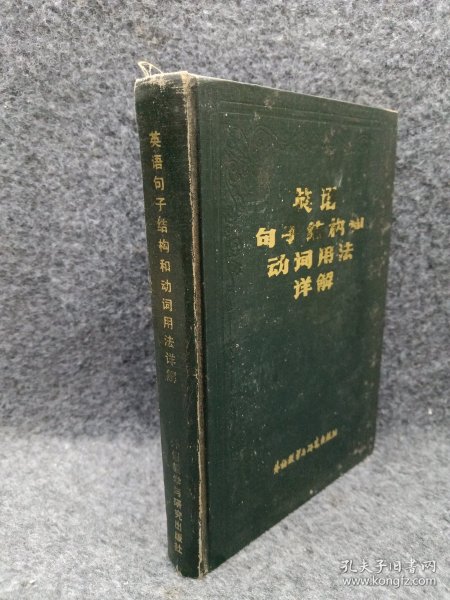 英语句子结构和动词用法详解
外语教学与研究出版社
英语
句子结构和
动词用法
详解
外语教学与研究出版社
孔夫子旧书网
www.kongfz.com